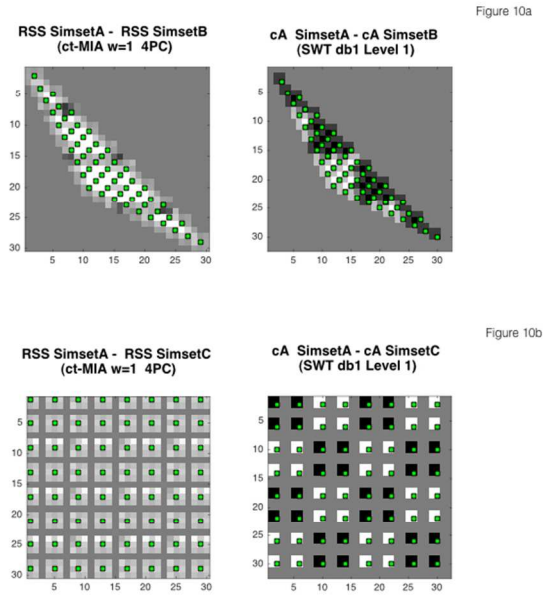 Figure 10a
RSS SimsetA - RSS SimsetB
(ct-MIA w=1 4PC)
cA SimsetA - cA SimsetB
(SWT db1 Level 1)
5
10
15
20
25
30
5 10 15 20 25 30
5
10
15
20
25
30
5 10 15 20 25 30
Figure 10b
RSS SimsetA - RSS SimsetC
(ct-MIA w=1 4PC)
cA SimsetA - cA SimsetC
(SWT db1 Level 1)
5
10
15
20
25
30
5 10 15 20 25 30
5
10
15
20
25
30
5 10 15 20 25 30